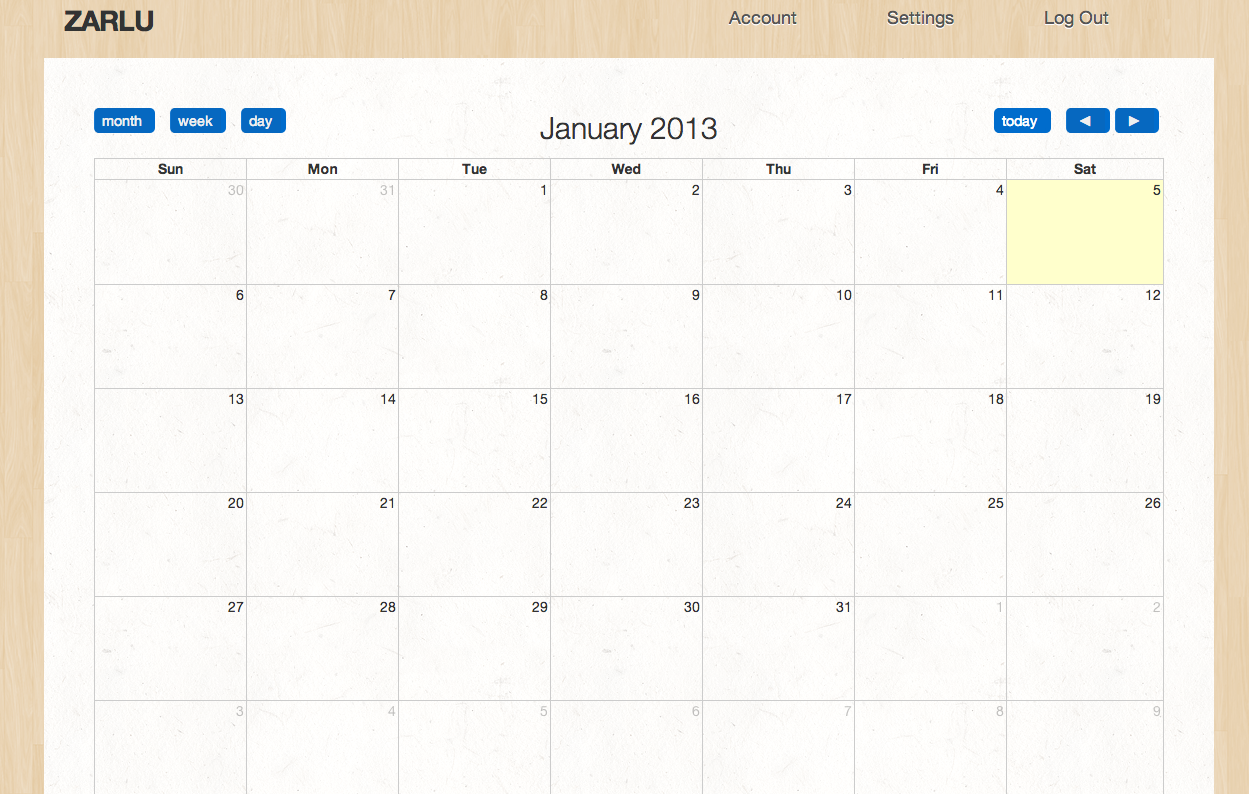 ZARLU Account Settings Log Out
month week day January 2013 today ◄ ►
Sun Mon Tue Wed Thu Fri Sat
30 31 1 2 3 4 5
6 7 8 9 10 11 12
13 14 15 16 17 18 19
20 21 22 23 24 25 26
27 28 29 30 31 1 2
3 4 5 6 7 8 9